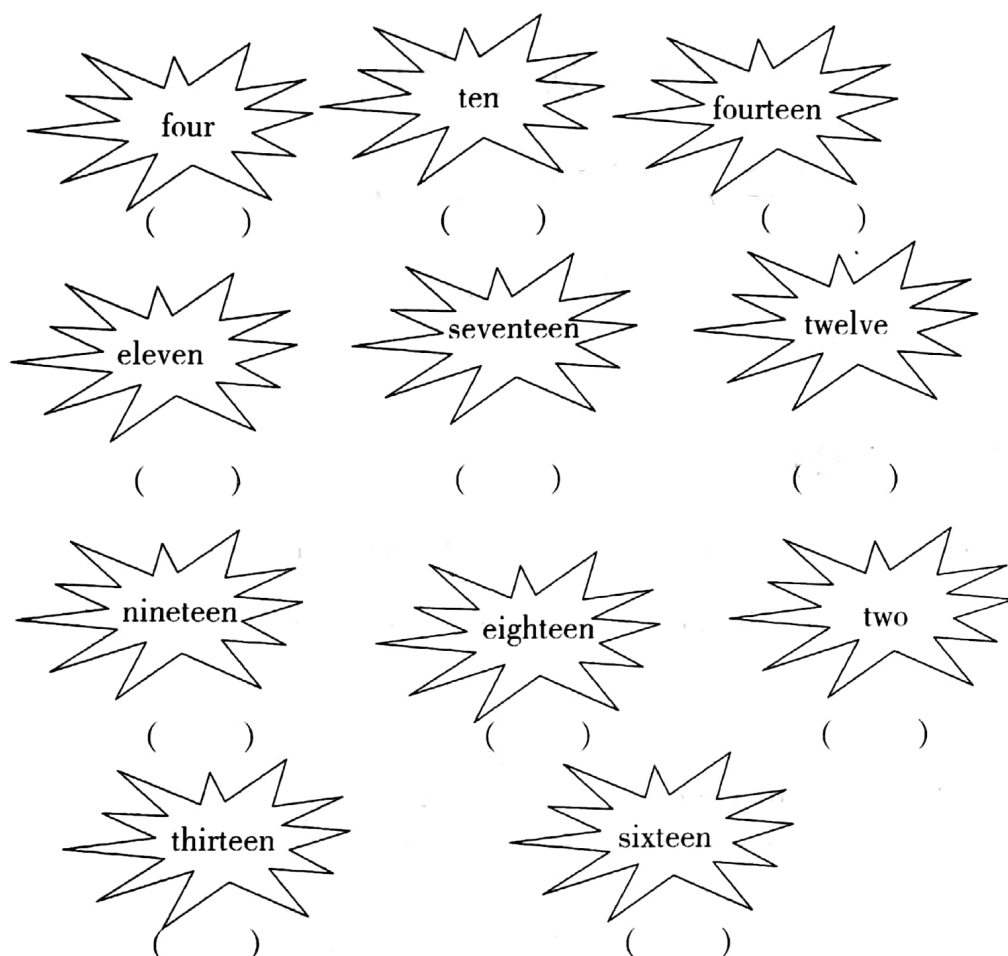 four ten fourteen
( ) ( ) ( )
eleven seventeen twelve
( ) ( ) ( )
nineteen eighteen two
( ) ( ) ( )
thirteen sixteen
( ) ( )